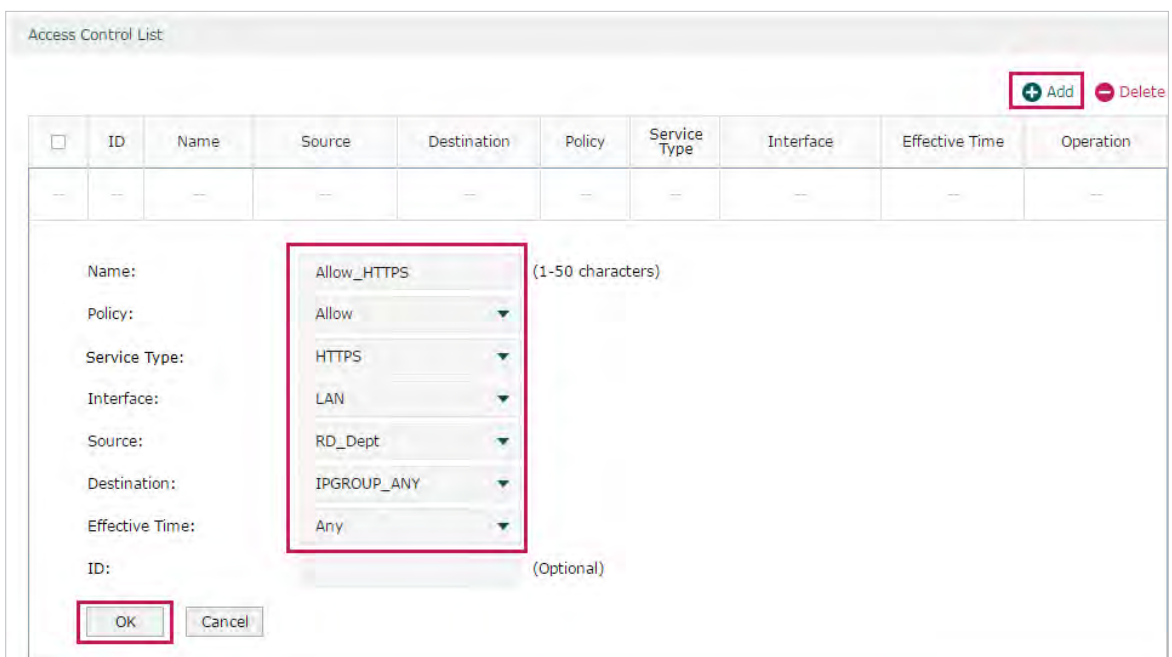 Access Control List
Add Delete
ID Name Source Destination Policy Service Type Interface Effective Time Operation
-- -- -- -- -- -- -- -- -- --
Name: Allow_HTTPS (1-50 characters)
Policy: Allow
Service Type: HTTPS
Interface: LAN
Source: RD_Dept
Destination: IPGROUP_ANY
Effective Time: Any
ID: (Optional)
OK Cancel